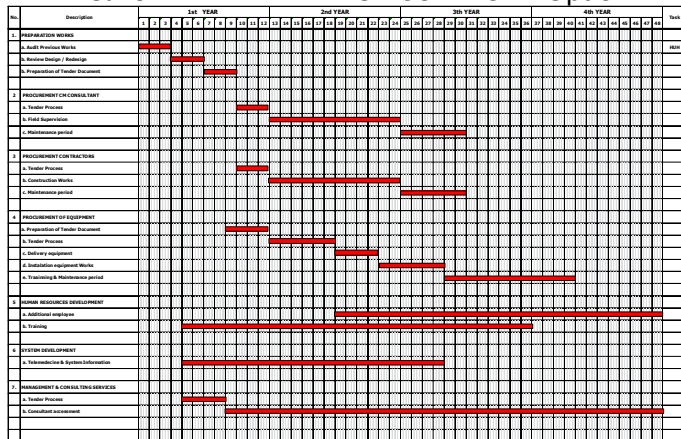 No. Description 1st YEAR 2nd YEAR 3th YEAR 4th YEAR Task
1 2 3 4 5 6 7 8 9 10 11 12 13 14 15 16 17 18 19 20 21 22 23 24 25 26 27 28 29 30 31 32 33 34 35 36 37 38 39 40 41 42 43 44 45 46 47 48
1. PREPARATION WORKS
a. Audit Previous Works HUH
b. Review Design / Redesign
b. Preparation of Tender Document
2 PROCUREMENT CM CONSULTANT
a. Tender Process
b. Field Supervision
c. Maintenance period
3 PROCUREMENT CONTRACTORS
a. Tender Process
b. Construction Works
c. Maintenance period
4 PROCUREMENT OF EQUIPMENT
a. Preparation of Tender Document
b. Tender Process
c. Delivery equipment
d. Instalation equipment Works
e. Trainning & Maintenance period
5 HUMAN RESOURCES DEVELOPMENT
a. Additional employee
b. Training
6 SYSTEM DEVELOPMENT
a. Telemedecine & System Information
7. MANAGEMENT & CONSULTING SERVICES
a. Tender Process
b. Consultant accessment